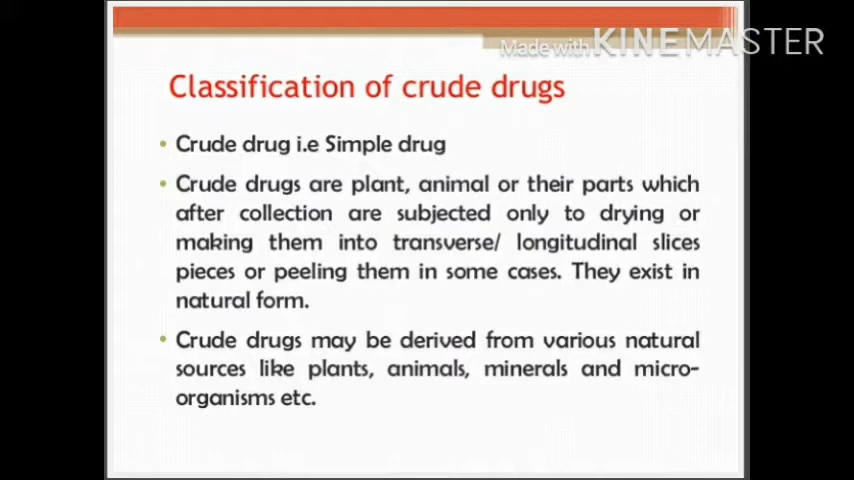 Made with KINEMASTER
Classification of crude drugs
• Crude drug i.e Simple drug
• Crude drugs are plant, animal or their parts which
after collection are subjected only to drying or
making them into transverse/ longitudinal slices
pieces or peeling them in some cases. They exist in
natural form.
• Crude drugs may be derived from various natural
sources like plants, animals, minerals and micro-
organisms etc.